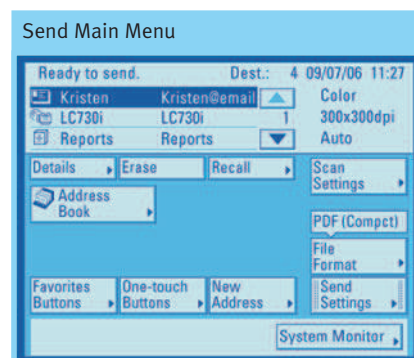 Send Main Menu
Ready to send. Dest.: 4 09/07/06 11:27
Kristen Kristen@email Color
LC730i LC730i 1 300x300dpi
Reports Reports Auto
Details Erase Recall Scan Settings
Address Book
PDF (Compct)
File Format
Favorites Buttons One-touch Buttons New Address Send Settings
System Monitor